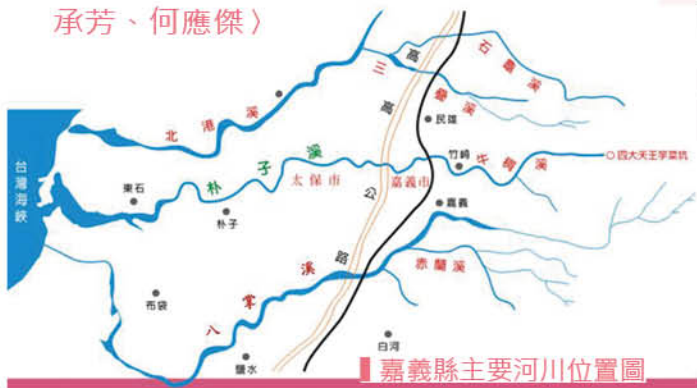 承芳、何應傑〉
石龜溪
三疊溪
高
高
公
路
北港溪
民雄
台灣海峽
朴子溪
竹崎
牛稠溪
四大天王孚菜坑
東石
太保市
嘉義市
朴子
嘉義
赤蘭溪
八掌溪
布袋
鹽水
白河
嘉義縣主要河川位置圖